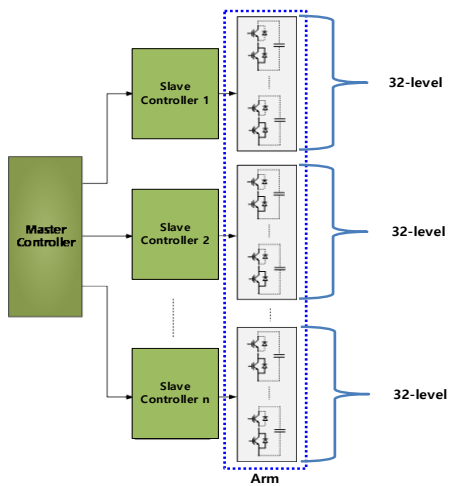 Slave
Controller 1
32-level
Master
Controller
Slave
Controller 2
32-level
Slave
Controller n
32-level
Arm